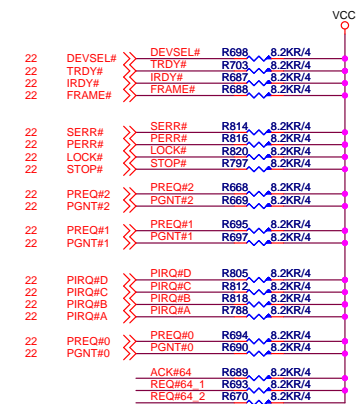 VCC
22 DEVSEL# DEVSEL# R698 8.2KR/4
22 TRDY# TRDY# R703 8.2KR/4
22 IRDY# IRDY# R687 8.2KR/4
22 FRAME# FRAME# R688 8.2KR/4
22 SERR# SERR# R814 8.2KR/4
22 PERR# PERR# R816 8.2KR/4
22 LOCK# LOCK# R820 8.2KR/4
22 STOP# STOP# R797 8.2KR/4
22 PREQ#2 PREQ#2 R668 8.2KR/4
22 PGNT#2 PGNT#2 R669 8.2KR/4
22 PREQ#1 PREQ#1 R695 8.2KR/4
22 PGNT#1 PGNT#1 R697 8.2KR/4
22 PIRQ#D PIRQ#D R805 8.2KR/4
22 PIRQ#C PIRQ#C R812 8.2KR/4
22 PIRQ#B PIRQ#B R818 8.2KR/4
22 PIRQ#A PIRQ#A R788 8.2KR/4
22 PREQ#0 PREQ#0 R694 8.2KR/4
22 PGNT#0 PGNT#0 R690 8.2KR/4
ACK#64 R689 8.2KR/4
REQ#64_1 R693 8.2KR/4
REQ#64_2 R670 8.2KR/4